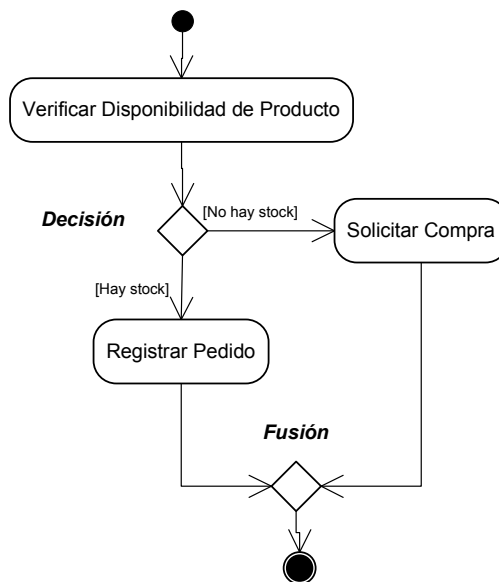 Verificar Disponibilidad de Producto
Decisión
[No hay stock]
Solicitar Compra
[Hay stock]
Registrar Pedido
Fusión